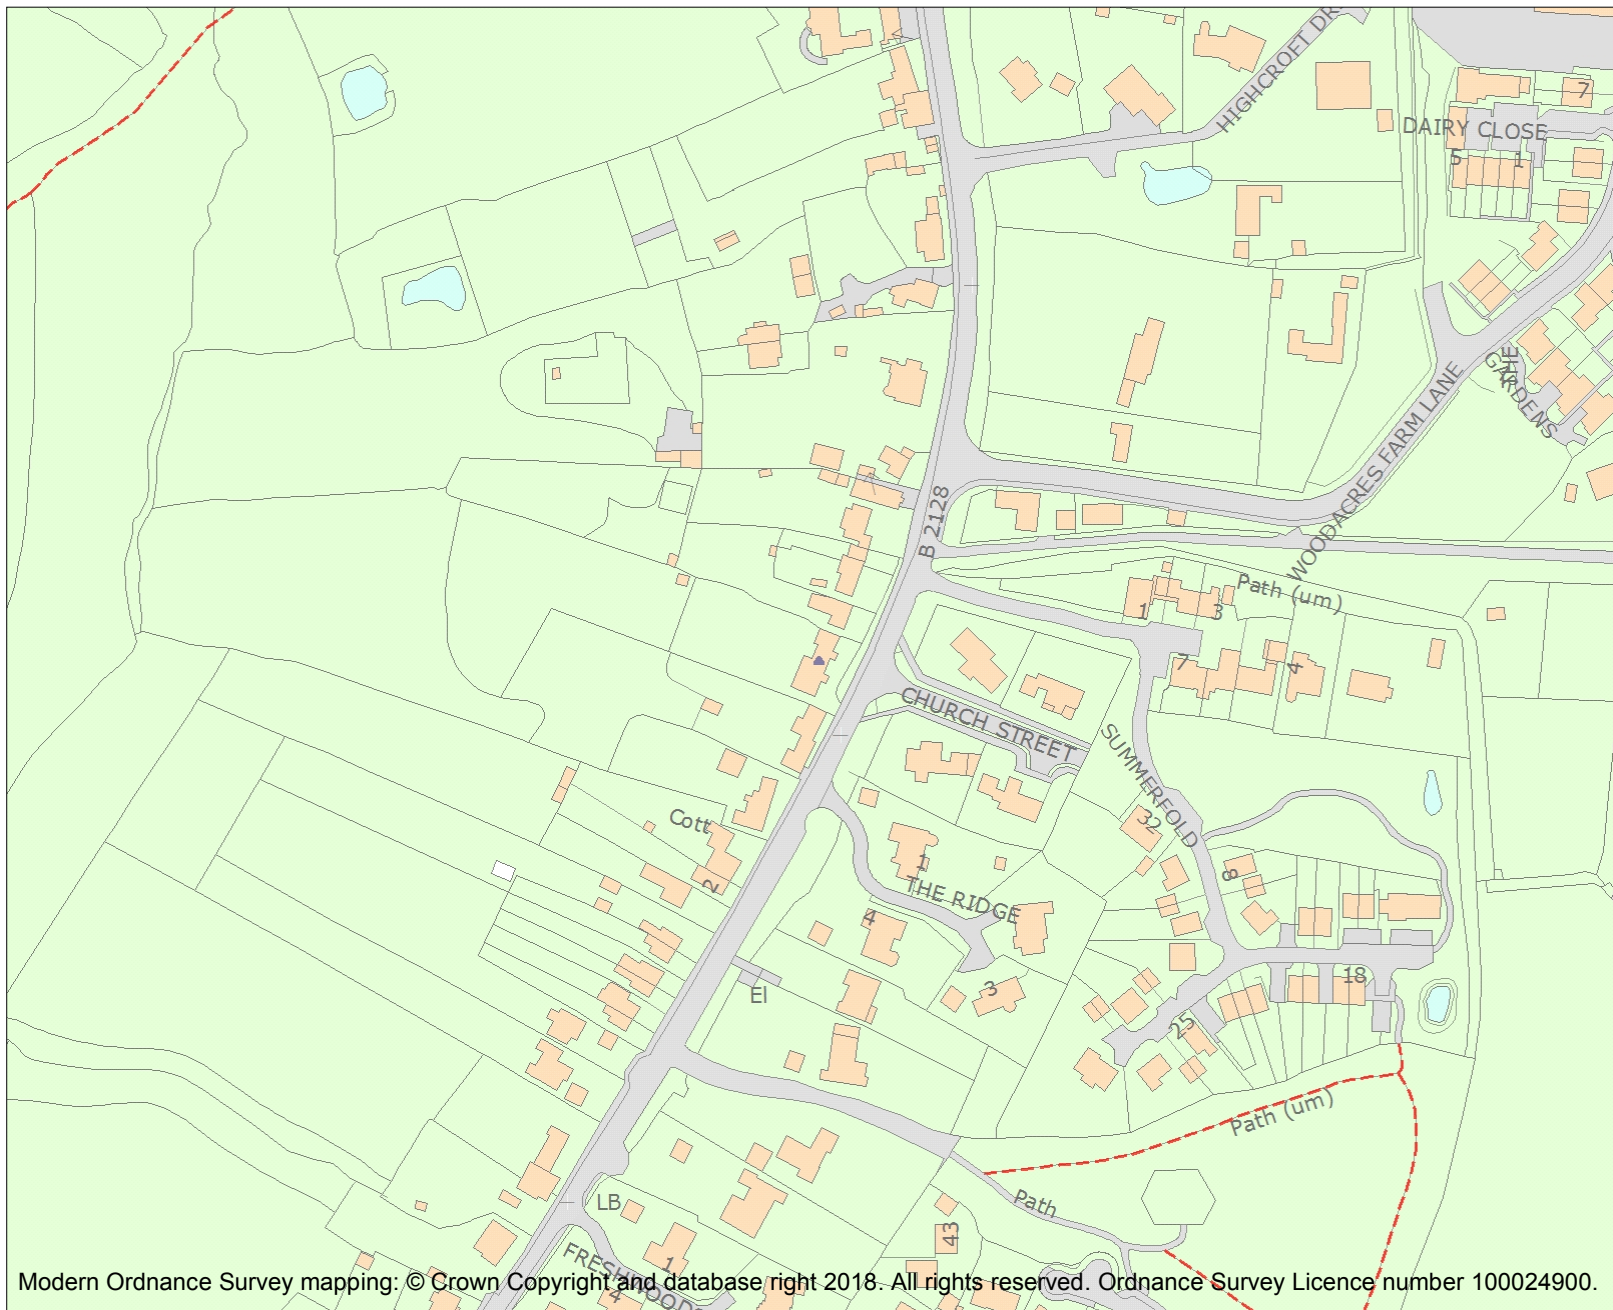 HIGHCROFT DR
7
DAIRY CLOSE
5
1
THE
GARDENS
WOODACRES FARM LANE
B 2128
Path (um)
1
3
7
4
CHURCH STREET
SUMMERFOLD
32
Cott
2
1
8
THE RIDGE
4
18
3
EI
25
Path (um)
LB
Path
43
1
4
FRESHWOODS
Modern Ordnance Survey mapping: © Crown Copyright and database right 2018. All rights reserved. Ordnance Survey Licence number 100024900.